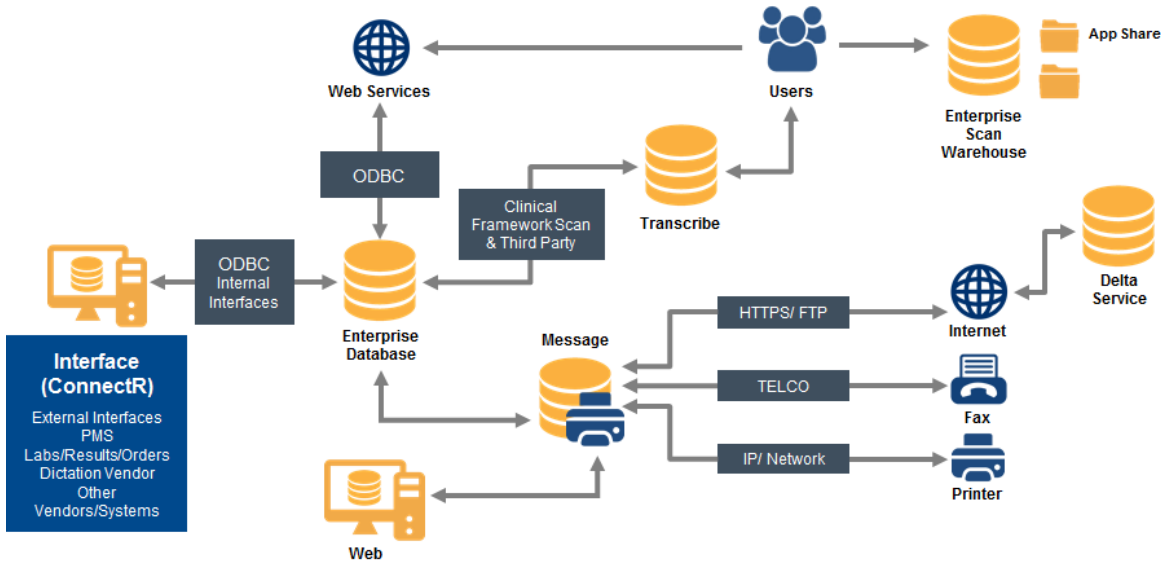 App Share
Web Services
Users
Enterprise
Scan
Warehouse
ODBC
Clinical
Framework Scan
& Third Party
Transcribe
ODBC
Internal
Interfaces
Delta
Service
HTTPS/ FTP
Internet
Enterprise
Database
Message
Interface
(ConnectR)
External Interfaces
PMS
Labs/Results/Orders
Dictation Vendor
Other
Vendors/Systems
TELCO
Fax
IP/ Network
Printer
Web